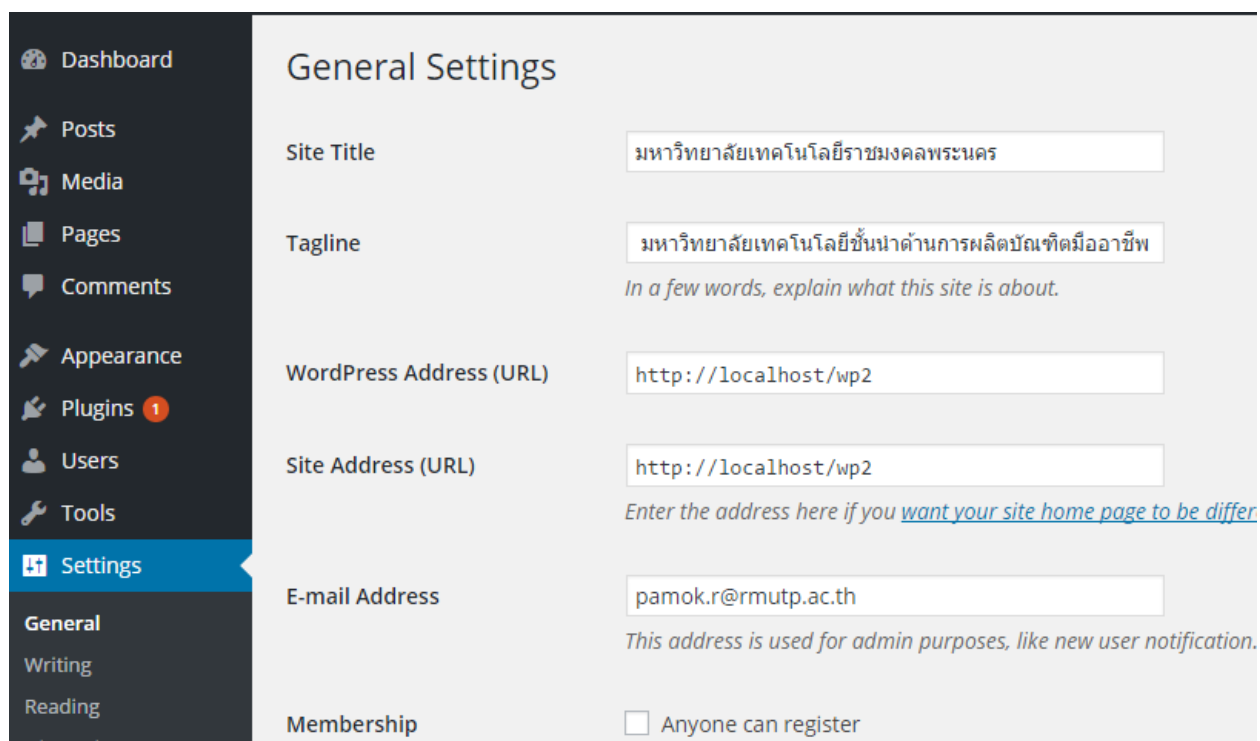 Dashboard
Posts
Media
Pages
Comments
Appearance
Plugins 1
Users
Tools
Settings
General
Writing
Reading
General Settings
Site Title
มหาวิทยาลัยเทคโนโลยีราชมงคลพระนคร
Tagline
มหาวิทยาลัยเทคโนโลยีชั้นนำด้านการผลิตบัณฑิตมืออาชีพ
In a few words, explain what this site is about.
WordPress Address (URL)
http://localhost/wp2
Site Address (URL)
http://localhost/wp2
Enter the address here if you want your site home page to be differ
E-mail Address
pamok.r@rmutp.ac.th
This address is used for admin purposes, like new user notification.
Membership
Anyone can register